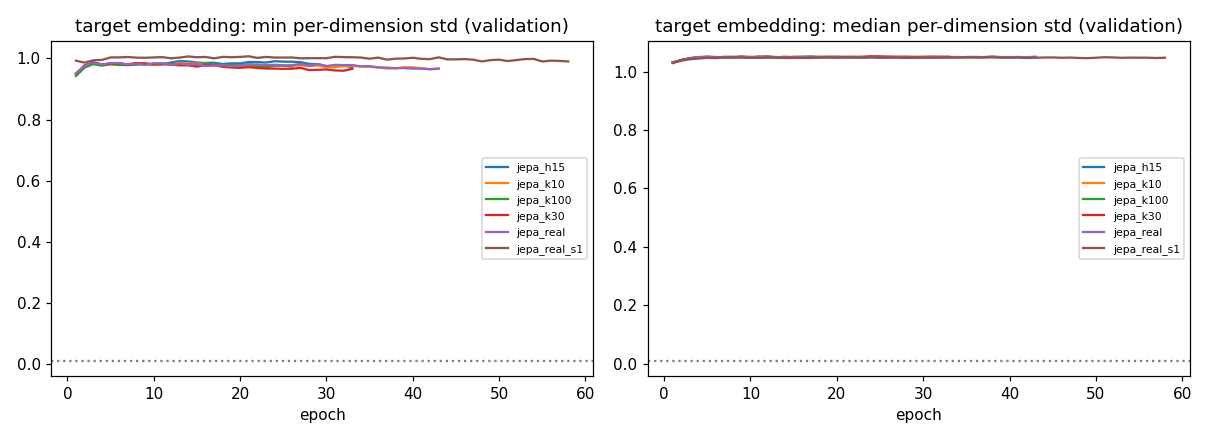 target embedding: min per-dimension std (validation)
1.0
0.8
0.6
0.4
0.2
0.0
0 10 20 30 40 50 60
epoch
jepa_h15
jepa_k10
jepa_k100
jepa_k30
jepa_real
jepa_real_s1
target embedding: median per-dimension std (validation)
1.0
0.8
0.6
0.4
0.2
0.0
0 10 20 30 40 50 60
epoch
jepa_h15
jepa_k10
jepa_k100
jepa_k30
jepa_real
jepa_real_s1